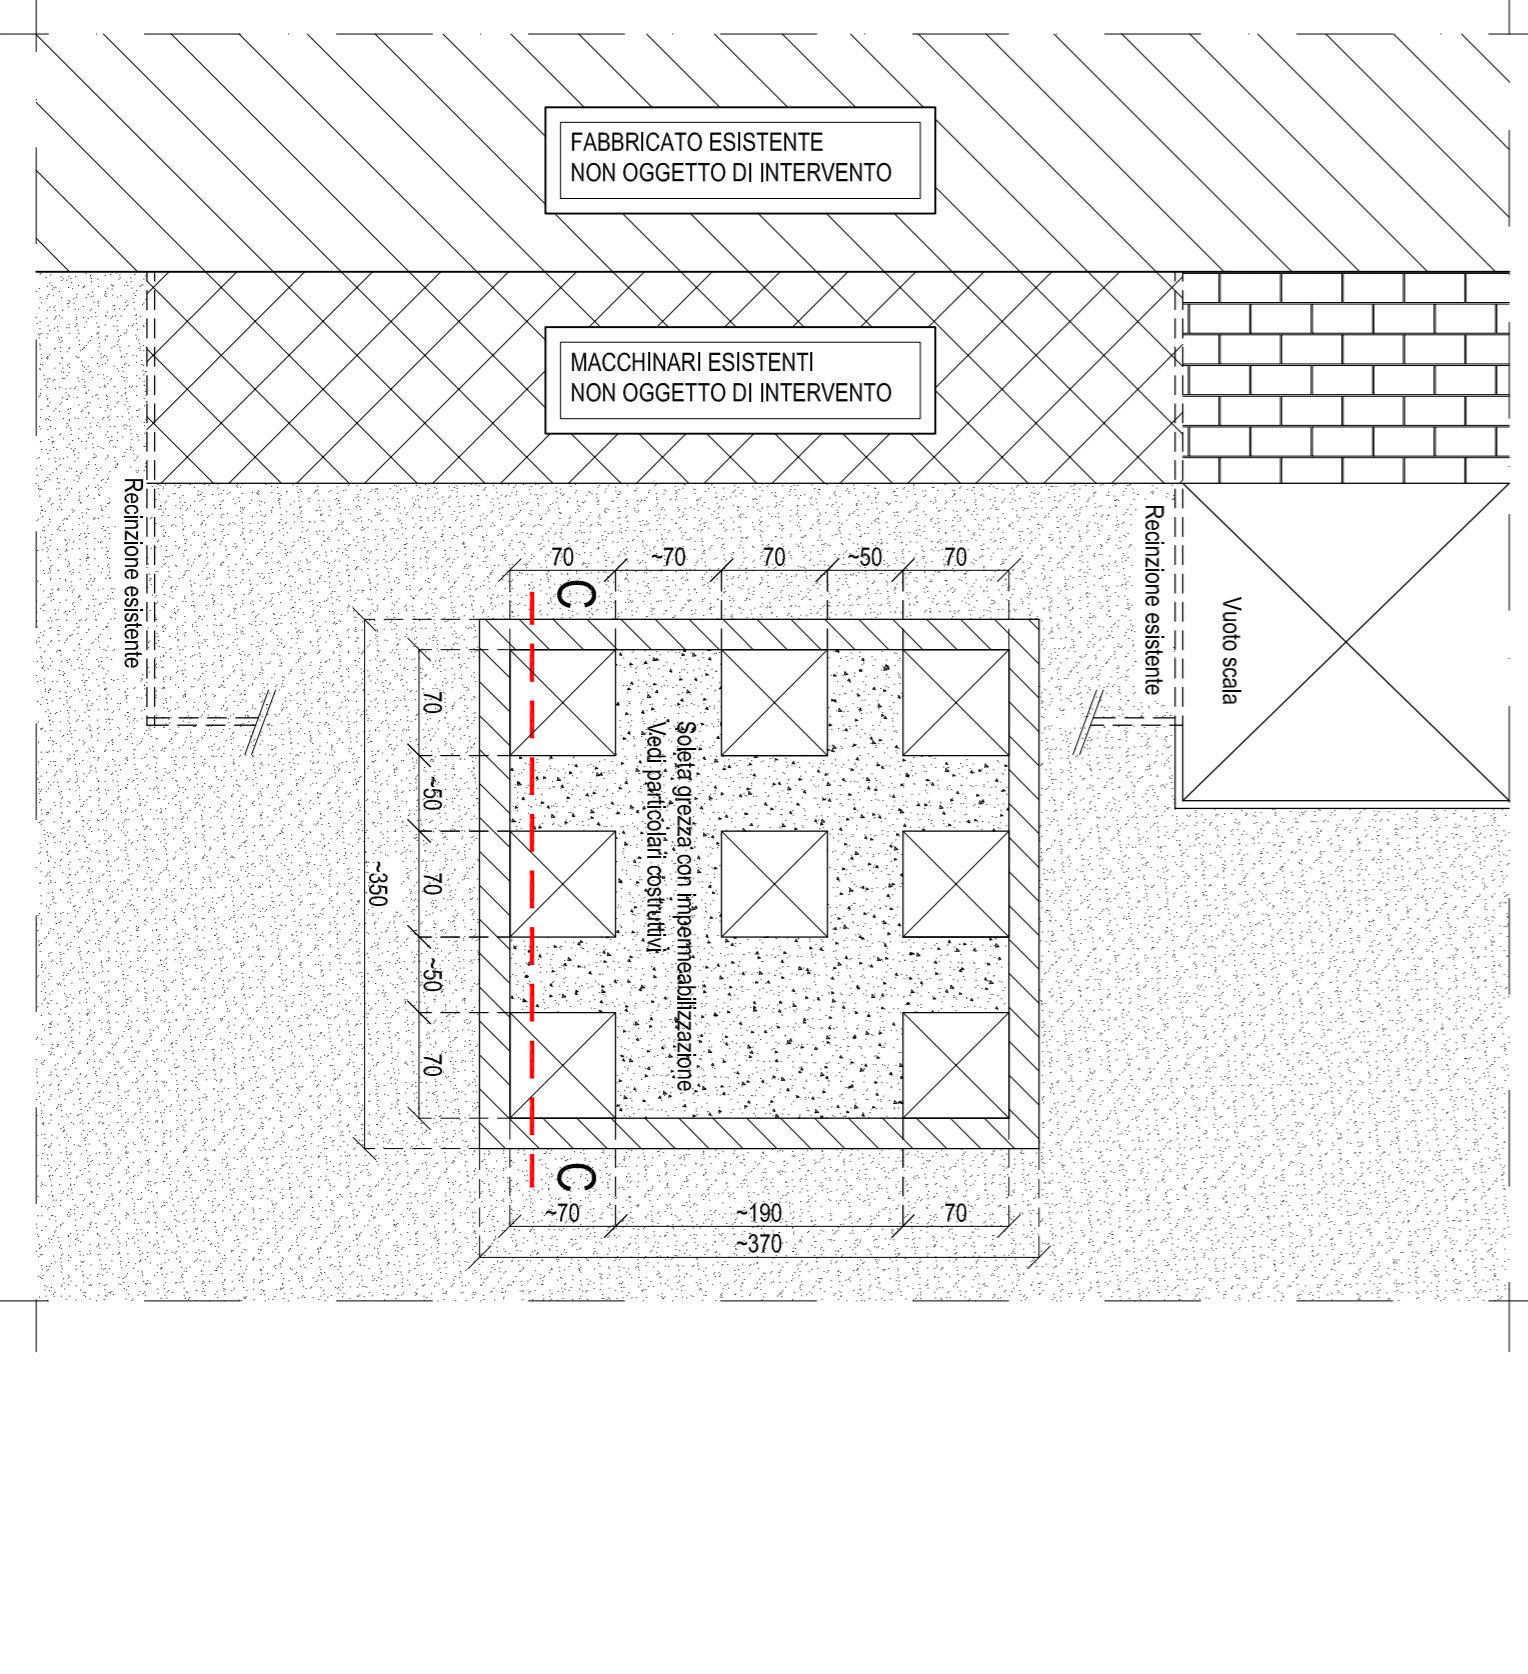 FABBRICATO ESISTENTE
NON OGGETTO DI INTERVENTO
MACCHINARI ESISTENTI
NON OGGETTO DI INTERVENTO
Recinzione esistente
Recinzione esistente
Vuoto scala
70 ~70 70 ~50 70
C
~350
70
~50
70
~50
70
Soleta grezza con impermeabilizzazione
Vedi particolari costruttivi
C
~70 ~190 70
~370